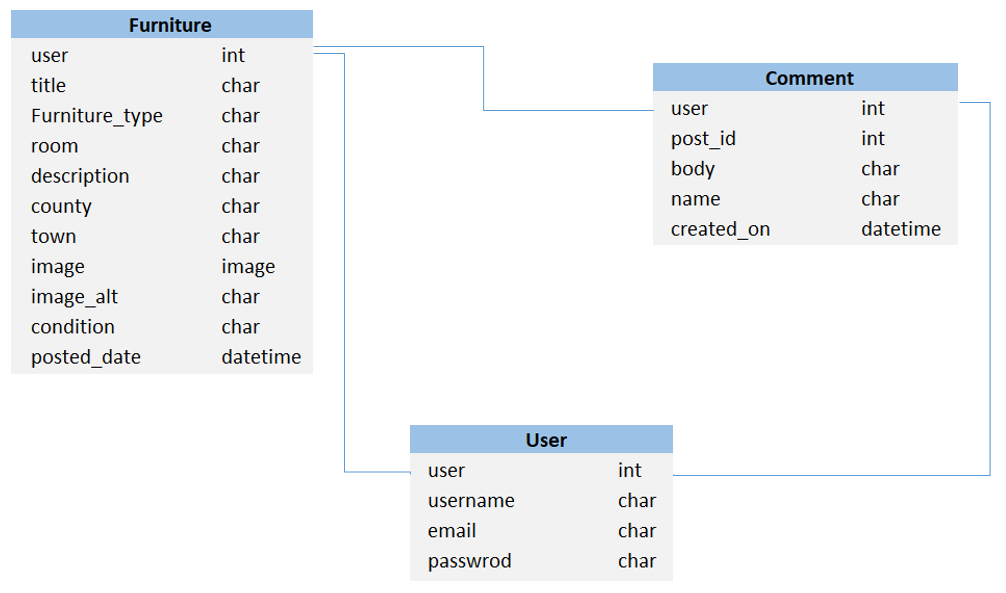 Furniture
user int
title char
Furniture_type char
room char
description char
county char
town char
image image
image_alt char
condition char
posted_date datetime
Comment
user int
post_id int
body char
name char
created_on datetime
User
user int
username char
email char
passwrod char